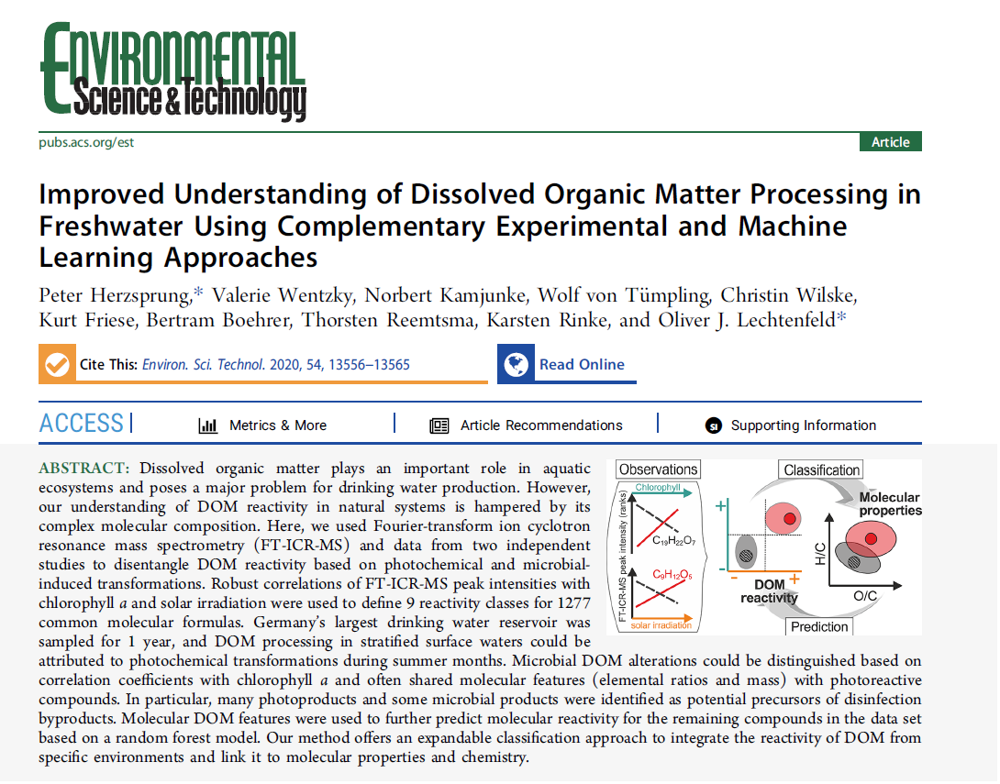 ENVIRONMENTAL
Science & Technology
pubs.acs.org/est
Article
Improved Understanding of Dissolved Organic Matter Processing in
Freshwater Using Complementary Experimental and Machine
Learning Approaches
Peter Herzsprung,* Valerie Wentzky, Norbert Kamjunke, Wolf von Tümpling, Christin Wilske,
Kurt Friese, Bertram Boehrer, Thorsten Reemtsma, Karsten Rinke, and Oliver J. Lechtenfeld*
Cite This: Environ. Sci. Technol. 2020, 54, 13556–13565
Read Online
ACCESS
Metrics & More
Article Recommendations
SI Supporting Information
ABSTRACT: Dissolved organic matter plays an important role in aquatic
ecosystems and poses a major problem for drinking water production. However,
our understanding of DOM reactivity in natural systems is hampered by its
complex molecular composition. Here, we used Fourier-transform ion cyclotron
resonance mass spectrometry (FT-ICR-MS) and data from two independent
studies to disentangle DOM reactivity based on photochemical and microbial-
induced transformations. Robust correlations of FT-ICR-MS peak intensities with
chlorophyll a and solar irradiation were used to define 9 reactivity classes for 1277
common molecular formulas. Germany's largest drinking water reservoir was
sampled for 1 year, and DOM processing in stratified surface waters could be
attributed to photochemical transformations during summer months. Microbial DOM alterations could be distinguished based on
correlation coefficients with chlorophyll a and often shared molecular features (elemental ratios and mass) with photoreactive
compounds. In particular, many photoproducts and some microbial products were identified as potential precursors of disinfection
byproducts. Molecular DOM features were used to further predict molecular reactivity for the remaining compounds in the data set
based on a random forest model. Our method offers an expandable classification approach to integrate the reactivity of DOM from
specific environments and link it to molecular properties and chemistry.
Observations
Chlorophyll
FT-ICR-MS peak intensity (ranks)
C₁₉H₂₂O₇
C₉H₁₂O₅
solar irradiation
Classification
+
-
- +
DOM
reactivity
Molecular
properties
H/C
O/C
Prediction